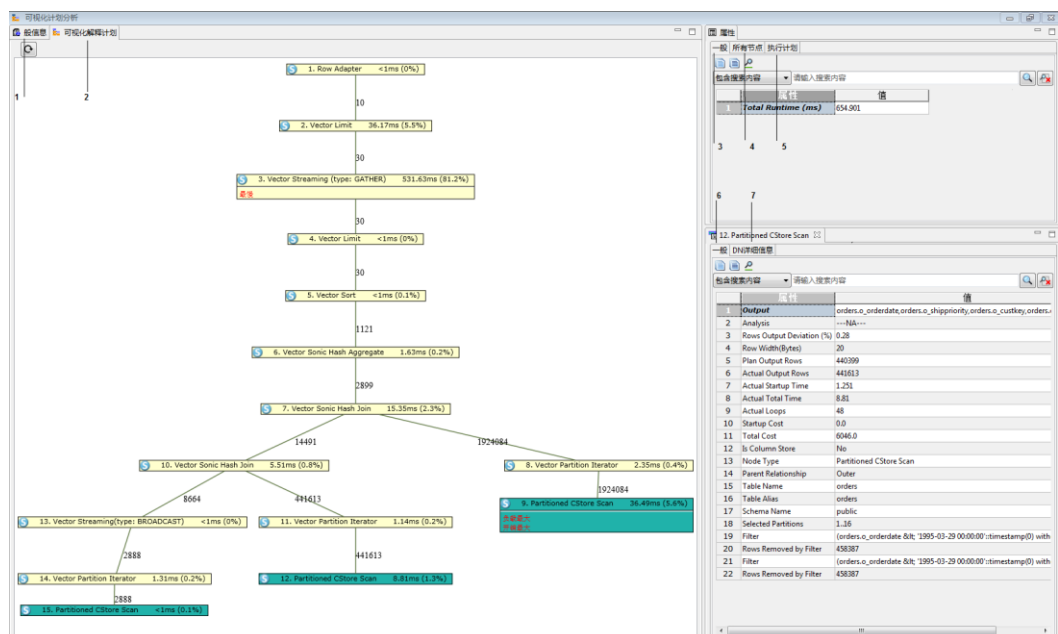 可视化计划分析
一般信息 可视化解释计划
1
2
1. Row Adapter <1ms (0%)
10
2. Vector Limit 36.17ms (5.5%)
30
3. Vector Streaming (type: GATHER) 531.63ms (81.2%)
最慢
30
4. Vector Limit <1ms (0%)
30
5. Vector Sort <1ms (0.1%)
1121
6. Vector Sonic Hash Aggregate 1.63ms (0.2%)
2899
7. Vector Sonic Hash Join 15.35ms (2.3%)
14491
1924084
10. Vector Sonic Hash Join 5.51ms (0.8%)
8. Vector Partition Iterator 2.35ms (0.4%)
8664
441613
1924084
9. Partitioned CStore Scan 36.49ms (5.6%)
13. Vector Streaming(type: BROADCAST) <1ms (0%)
11. Vector Partition Iterator 1.14ms (0.2%)
2888
441613
14. Vector Partition Iterator 1.31ms (0.2%)
12. Partitioned CStore Scan 8.81ms (1.3%)
2888
15. Partitioned CStore Scan <1ms (0.1%)
属性
一般 所有节点 执行计划
包含搜索内容 请输入搜索内容
属性 值
1 Total Runtime (ms) 654.901
3
4
5
6
7
12. Partitioned CStore Scan
一般 DN详细信息
包含搜索内容 请输入搜索内容
属性 值
1 Output orders.o_orderdate,orders.o_shippriority,orders.o_custkey,orders.
2 Analysis ---NA---
3 Rows Output Deviation (%) 0.28
4 Row Width(Bytes) 20
5 Plan Output Rows 440399
6 Actual Output Rows 441613
7 Actual Startup Time 1.251
8 Actual Total Time 8.81
9 Actual Loops 48
10 Startup Cost 0.0
11 Total Cost 6046.0
12 Is Column Store No
13 Node Type Partitioned CStore Scan
14 Parent Relationship Outer
15 Table Name orders
16 Table Alias orders
17 Schema Name public
18 Selected Partitions 1..16
19 Filter (orders.o_orderdate &lt; '1995-03-29 00:00:00'::timestamp(0) with
20 Rows Removed by Filter 458387
21 Filter (orders.o_orderdate &lt; '1995-03-29 00:00:00'::timestamp(0) with
22 Rows Removed by Filter 458387